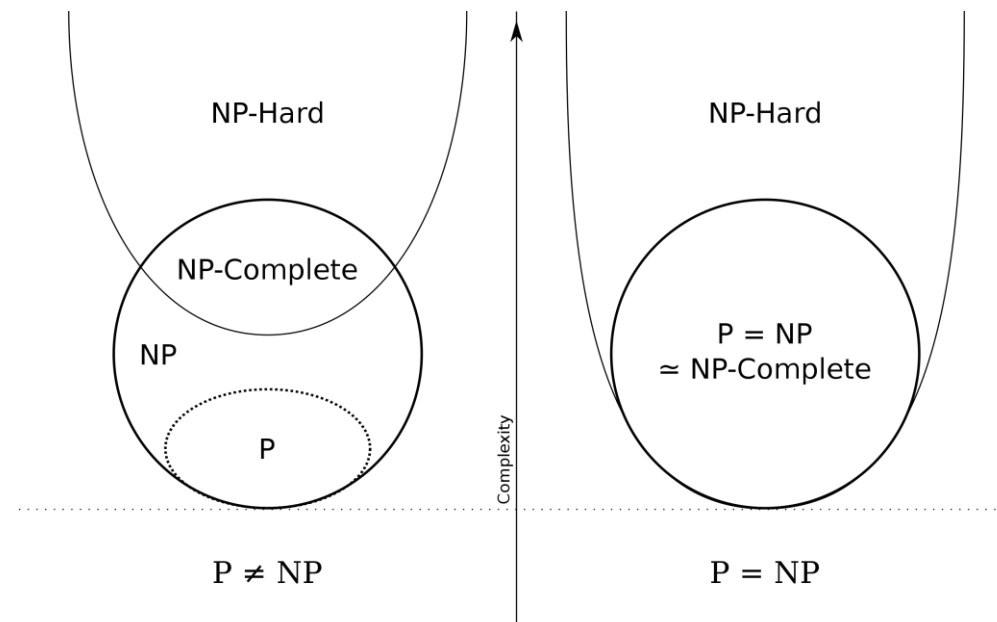 NP-Hard
NP-Complete
NP
P
P ≠ NP
Complexity
NP-Hard
P = NP
≃ NP-Complete
P = NP